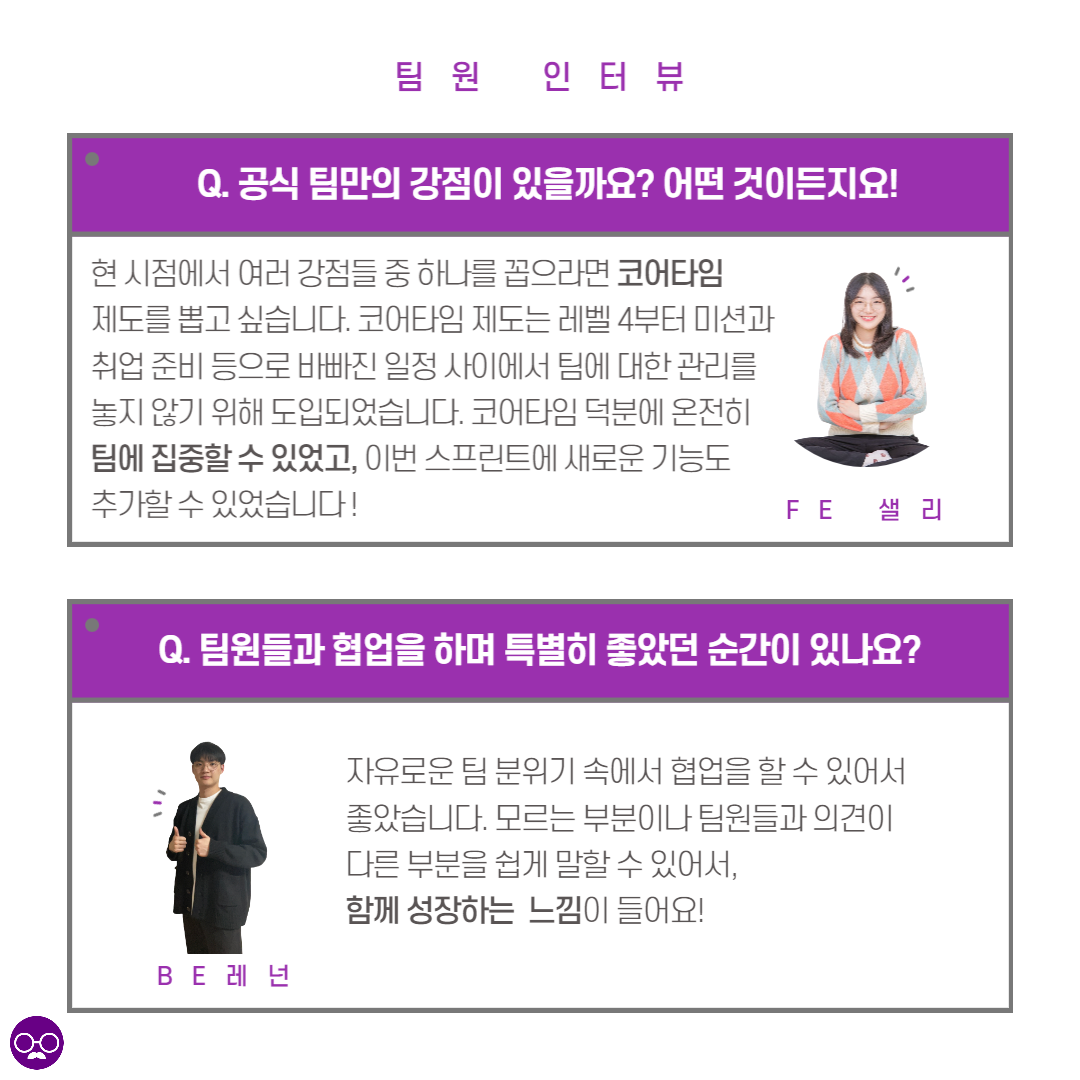 팀원 인터뷰
Q. 공식 팀만의 강점이 있을까요? 어떤 것이든지요!
현 시점에서 여러 강점들 중 하나를 꼽으라면 코어타임
제도를 뽑고 싶습니다. 코어타임 제도는 레벨 4부터 미션과
취업 준비 등으로 바빠진 일정 사이에서 팀에 대한 관리를
놓지 않기 위해 도입되었습니다. 코어타임 덕분에 온전히
팀에 집중할 수 있었고, 이번 스프린트에 새로운 기능도
추가할 수 있었습니다!
FE 샐리
Q. 팀원들과 협업을 하며 특별히 좋았던 순간이 있나요?
자유로운 팁 분위기 속에서 협업을 할 수 있어서
좋았습니다. 모르는 부분이나 팀원들과 의견이
다른 부분을 쉽게 말할 수 있어서,
함께 성장하는 느낌이 들어요!
BE레넌